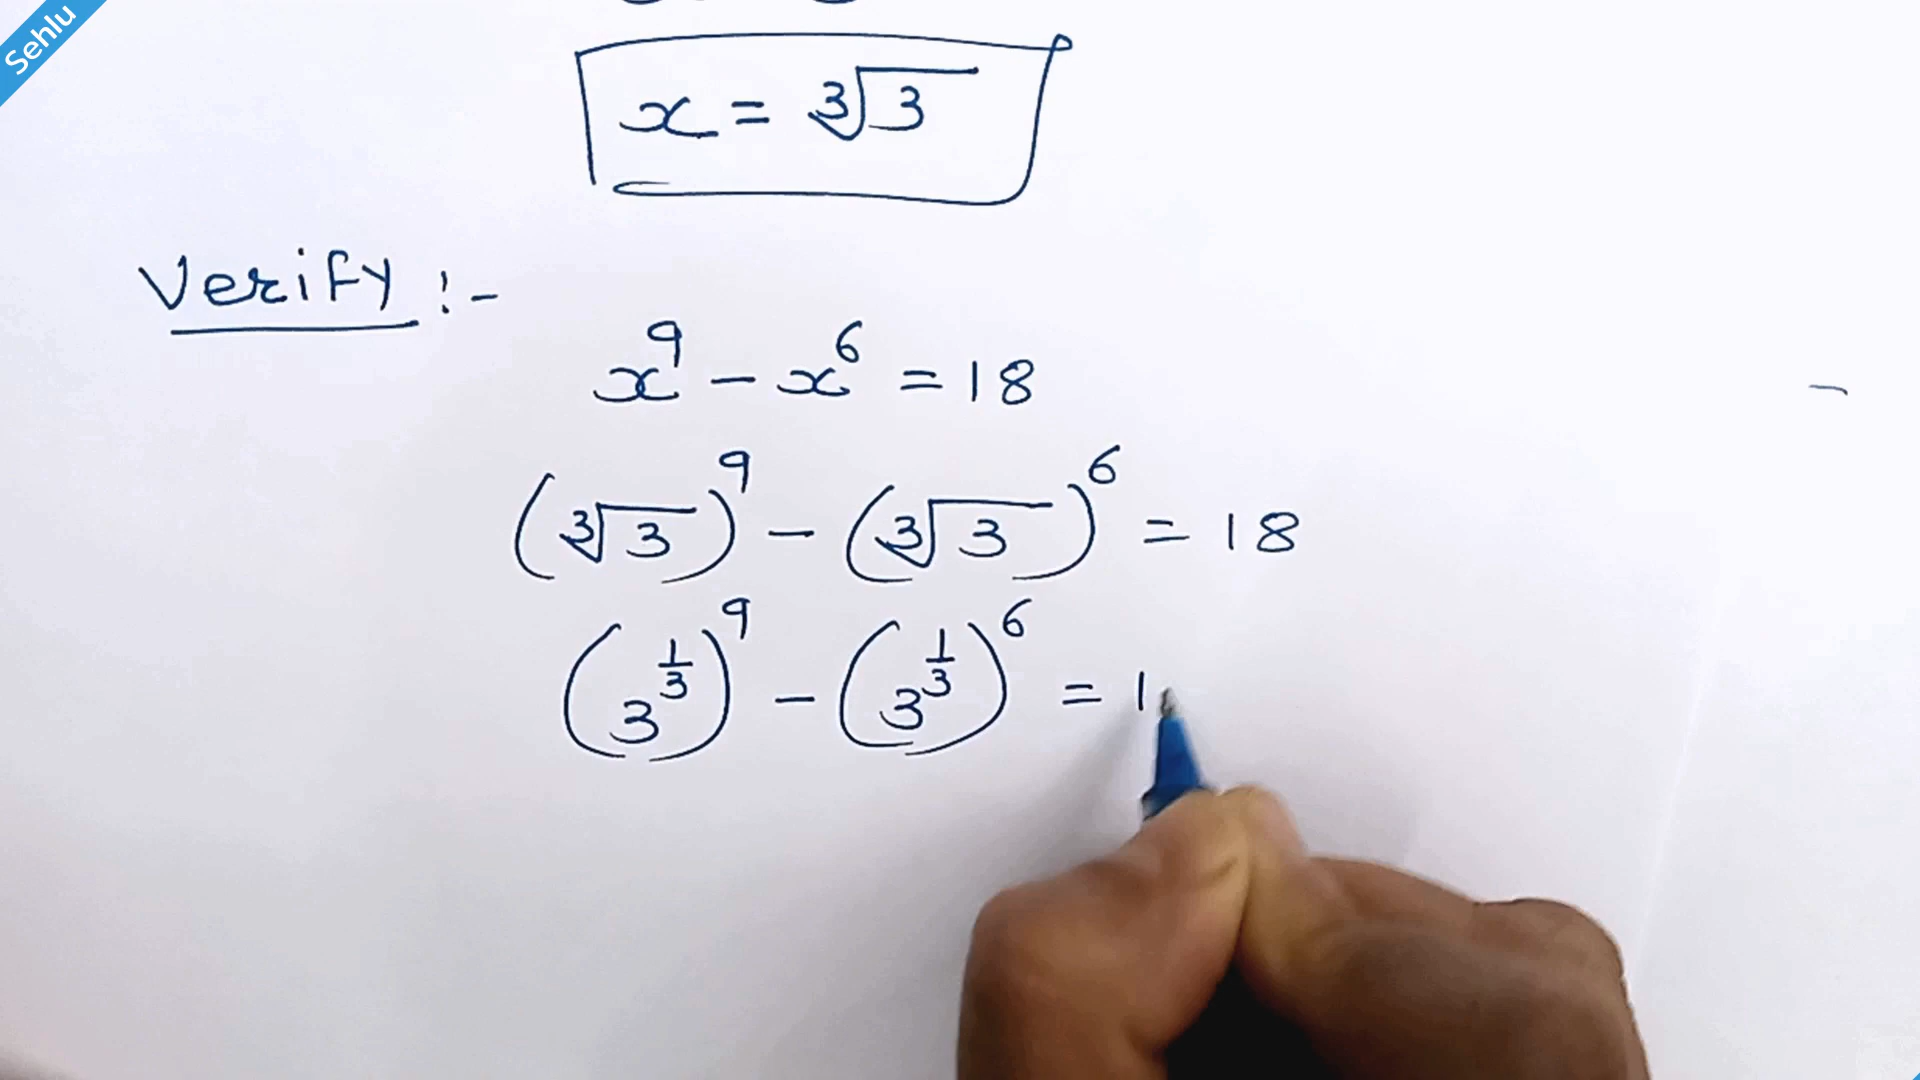 Sehlu
x = ∛3
Verify :-
x⁹ - x⁶ = 18
(∛3)⁹ - (∛3)⁶ = 18
(3^(1/3))⁹ - (3^(1/3))⁶ = 1